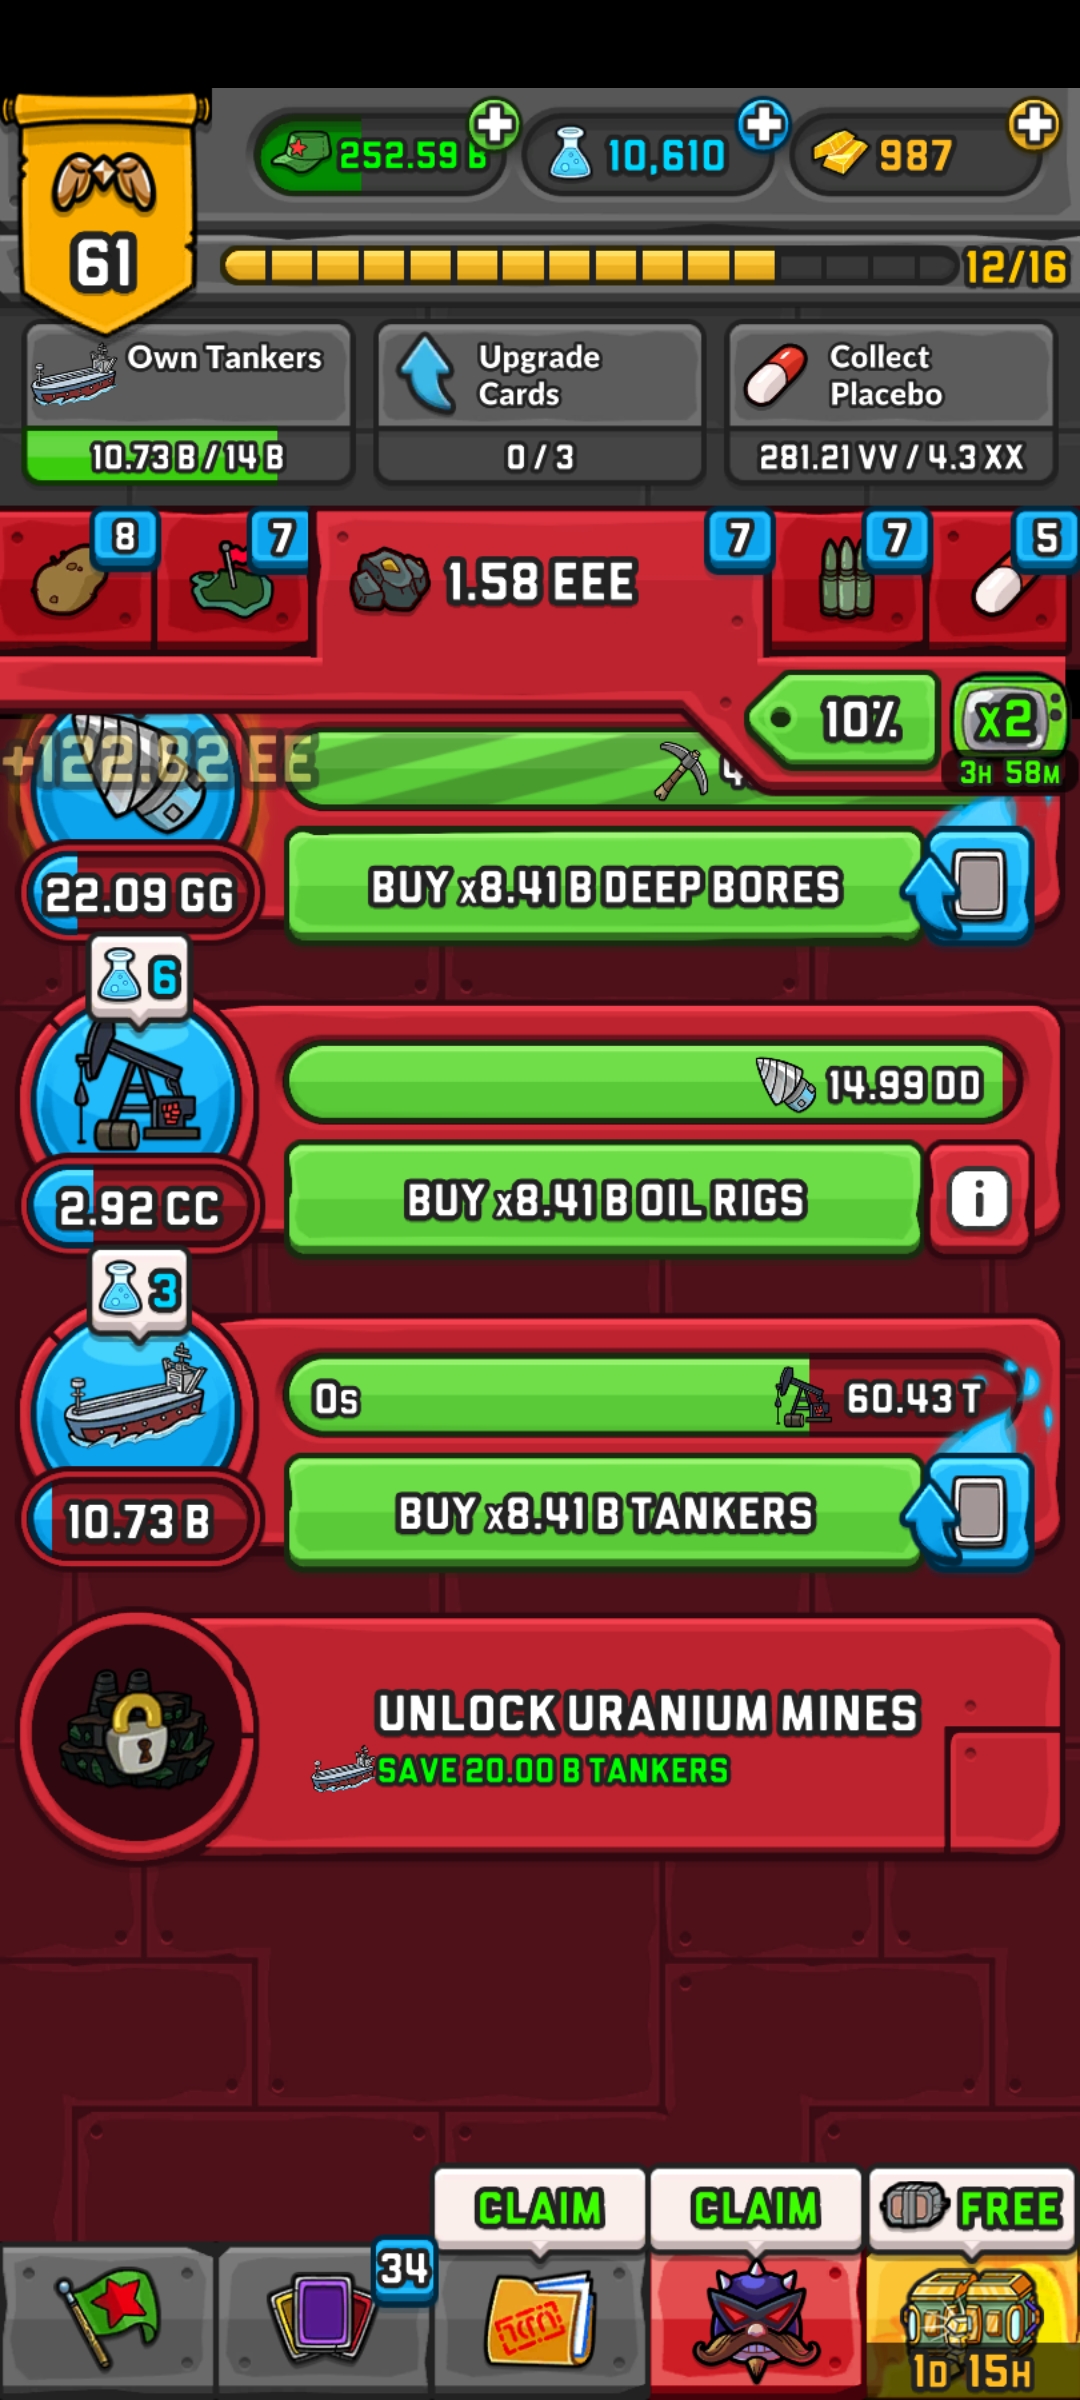 252.59 B
10,610
987
61
12/16
Own Tankers
10.73 B / 14 B
Upgrade
Cards
0 / 3
Collect
Placebo
281.21 VV / 4.3 XX
8
7
1.58 EEE
7
7
5
10%
x2
3H 58M
+122.82 EE
22.09 GG
BUY x8.41 B DEEP BORES
6
14.99 DD
2.92 CC
BUY x8.41 B OIL RIGS
i
3
0s
60.43 T
10.73 B
BUY x8.41 B TANKERS
UNLOCK URANIUM MINES
SAVE 20.00 B TANKERS
CLAIM
CLAIM
FREE
34
1D 15H